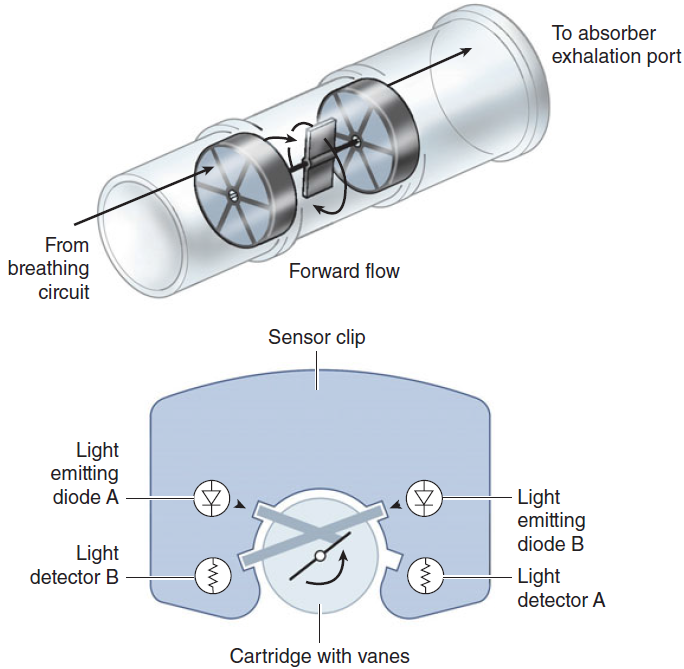 To absorber
exhalation port
From
breathing
circuit
Forward flow
Sensor clip
Light
emitting
diode A
Light
emitting
diode B
Light
detector B
Light
detector A
Cartridge with vanes